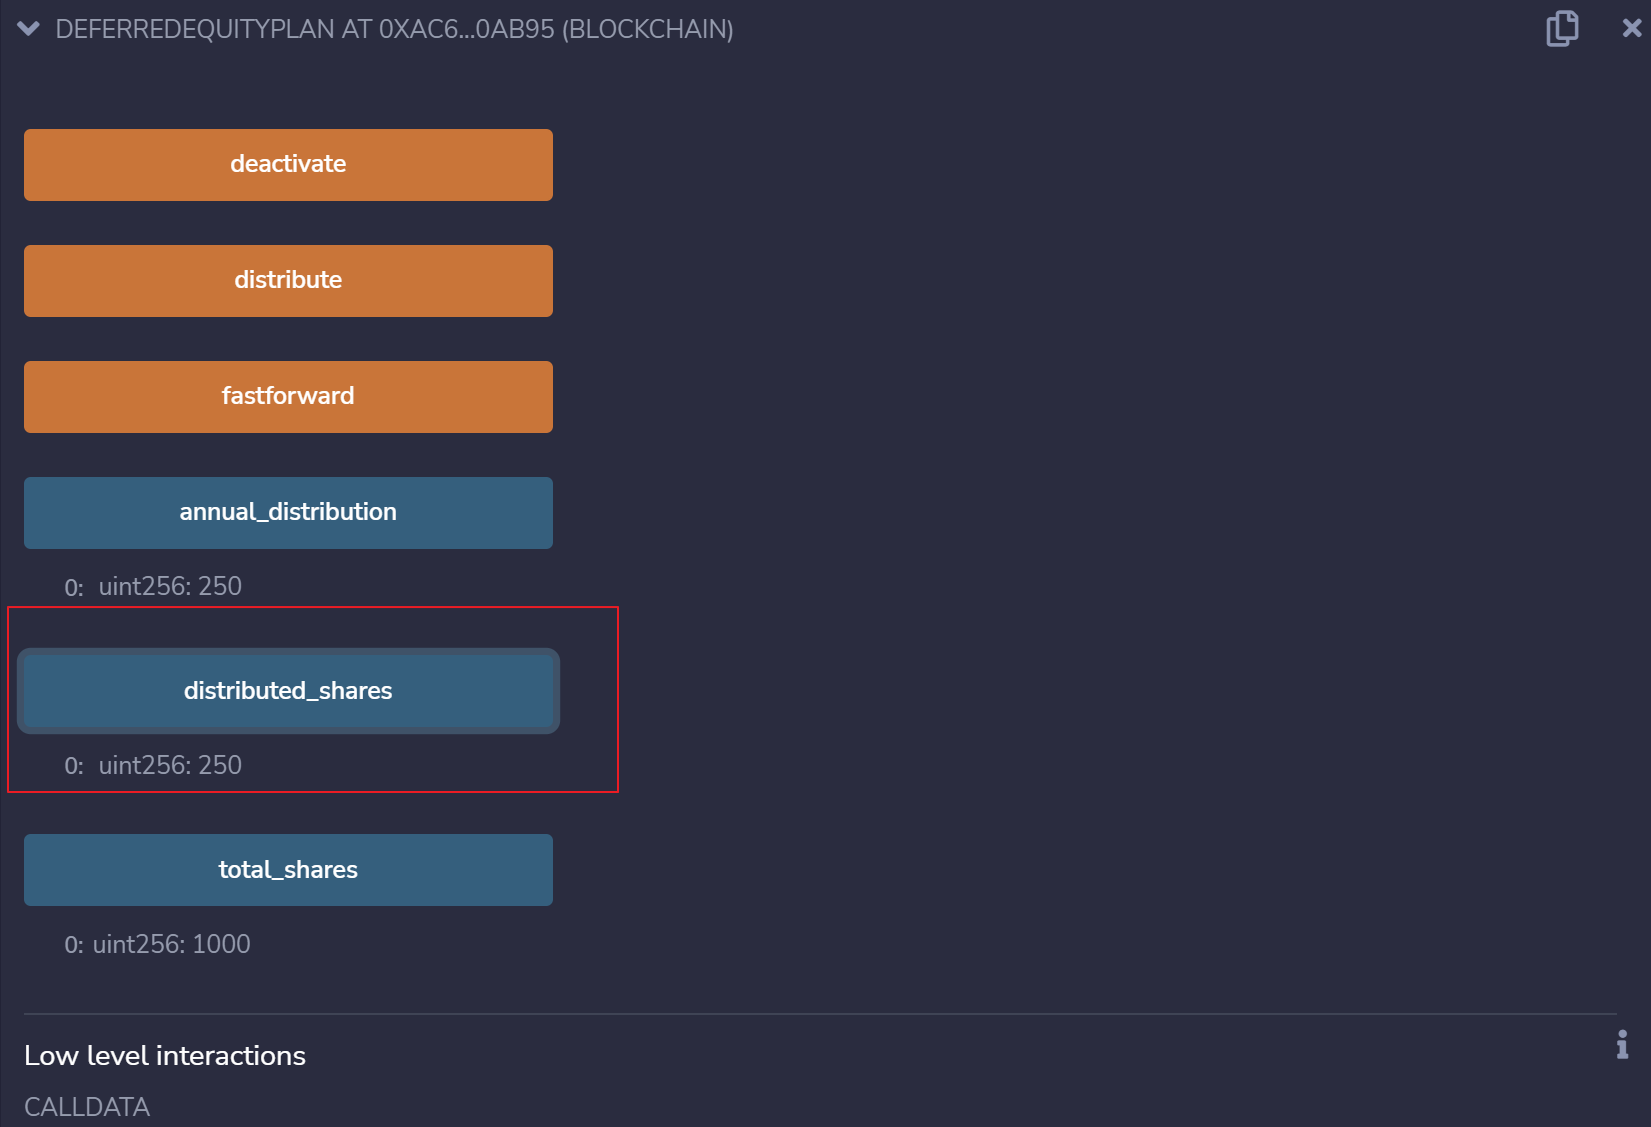 DEFERREDEQUITYPLAN AT 0XAC6...0AB95 (BLOCKCHAIN)
deactivate
distribute
fastforward
annual_distribution
0: uint256: 250
distributed_shares
0: uint256: 250
total_shares
0: uint256: 1000
Low level interactions
CALLDATA